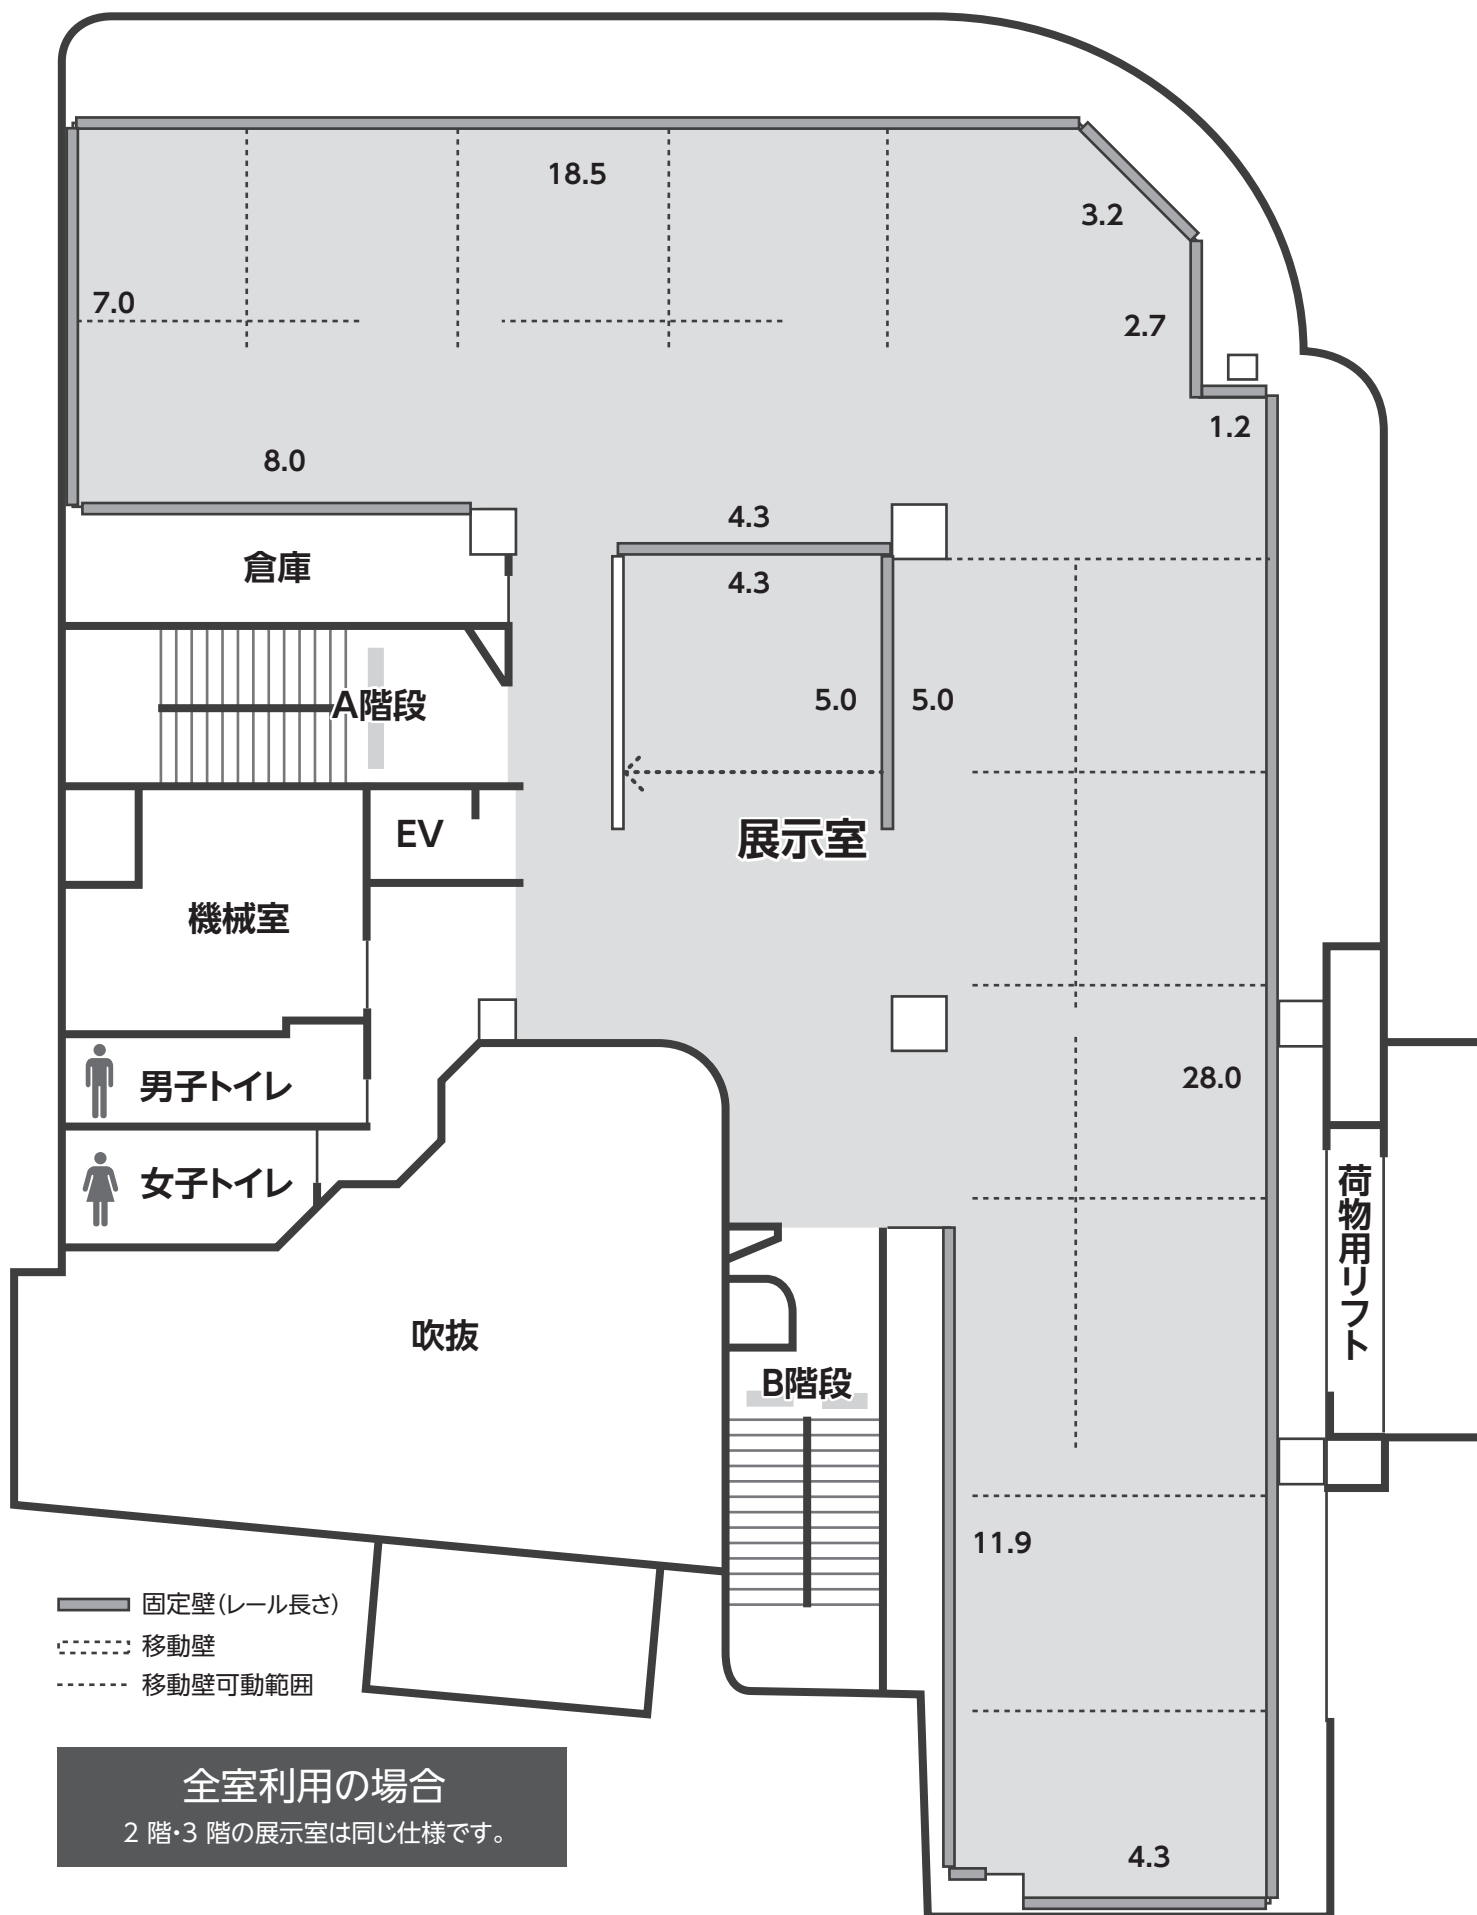 18.5
3.2
7.0
2.7
1.2
8.0
4.3
倉庫
4.3
A階段
5.0
5.0
EV
展示室
機械室
28.0
男子トイレ
女子トイレ
荷物用リフト
吹抜
B階段
11.9
固定壁(レール長さ)
移動壁
移動壁可動範囲
全室利用の場合
2 階・3 階の展示室は同じ仕様です。
4.3